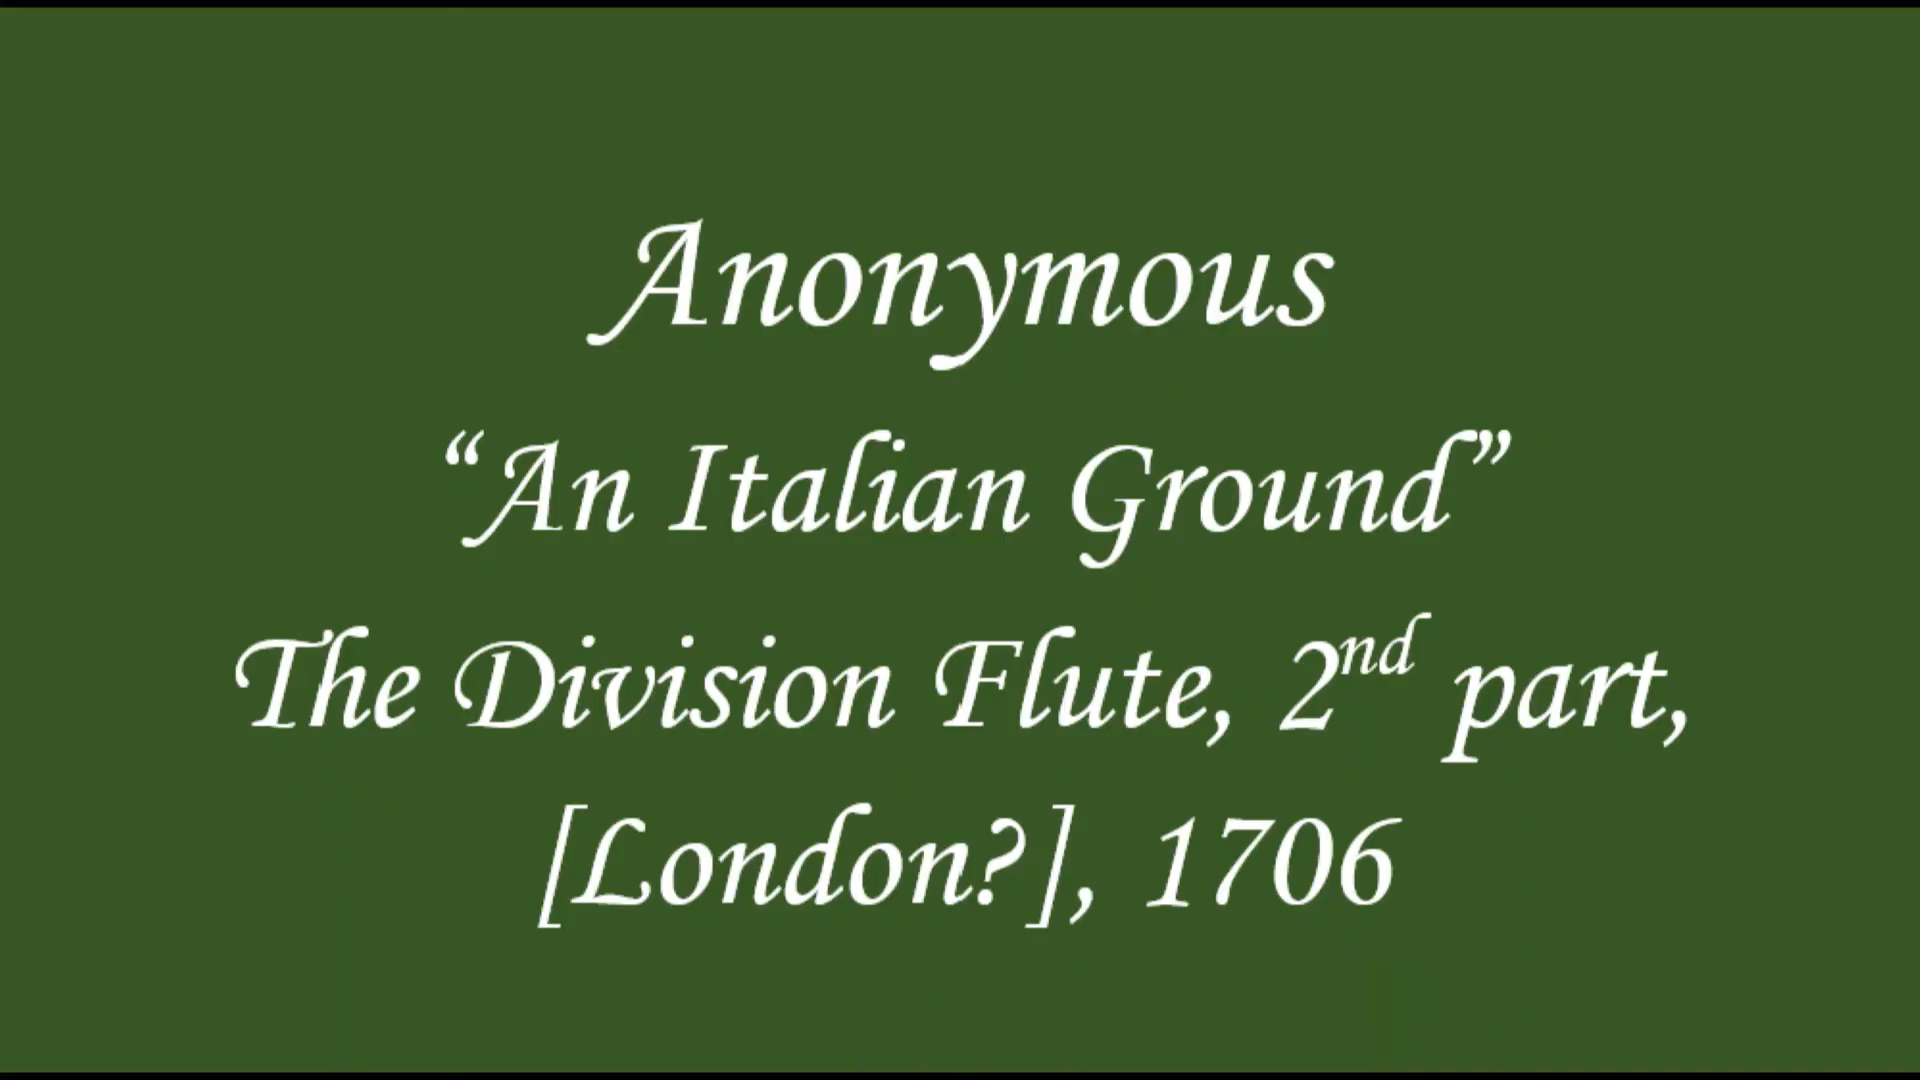 Anonymous
“An Italian Ground”
The Division Flute, 2nd part,
[London?], 1706